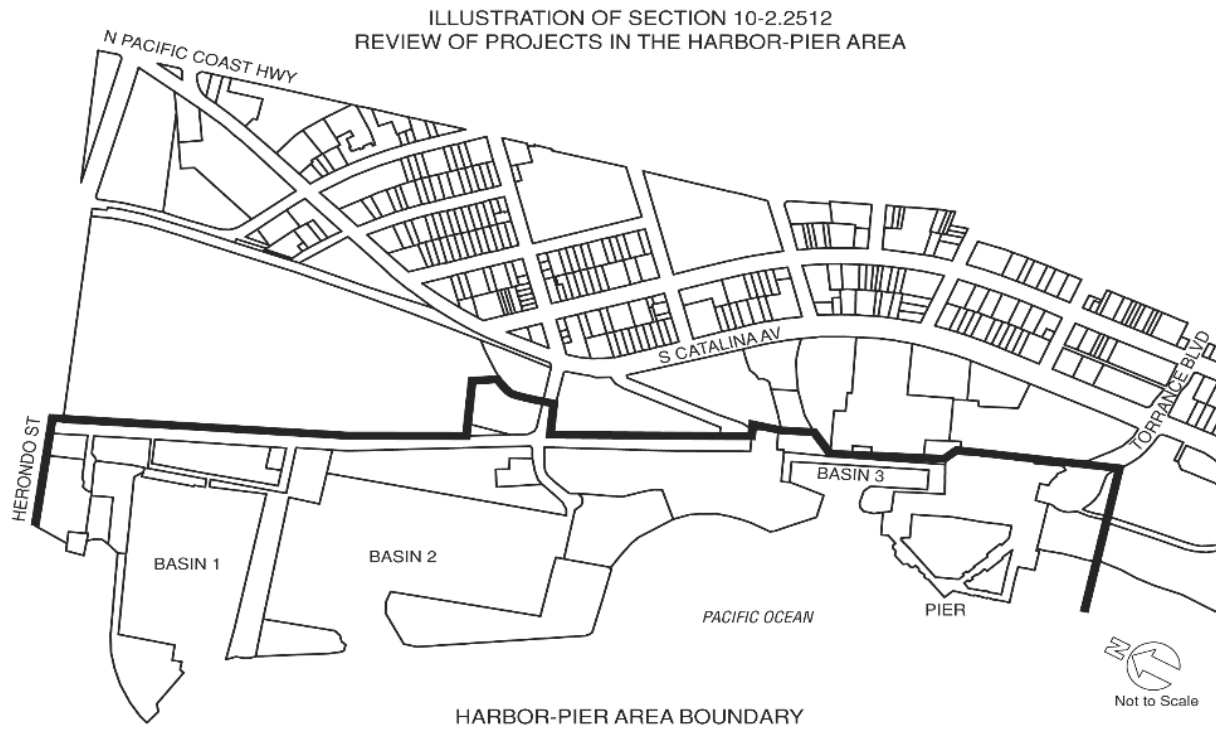 ILLUSTRATION OF SECTION 10-2.2512
REVIEW OF PROJECTS IN THE HARBOR-PIER AREA
N PACIFIC COAST HWY
S CATALINA AV
TORRANCE BLVD
HERONDO ST
BASIN 3
BASIN 1
BASIN 2
PACIFIC OCEAN
PIER
N
Not to Scale
HARBOR-PIER AREA BOUNDARY